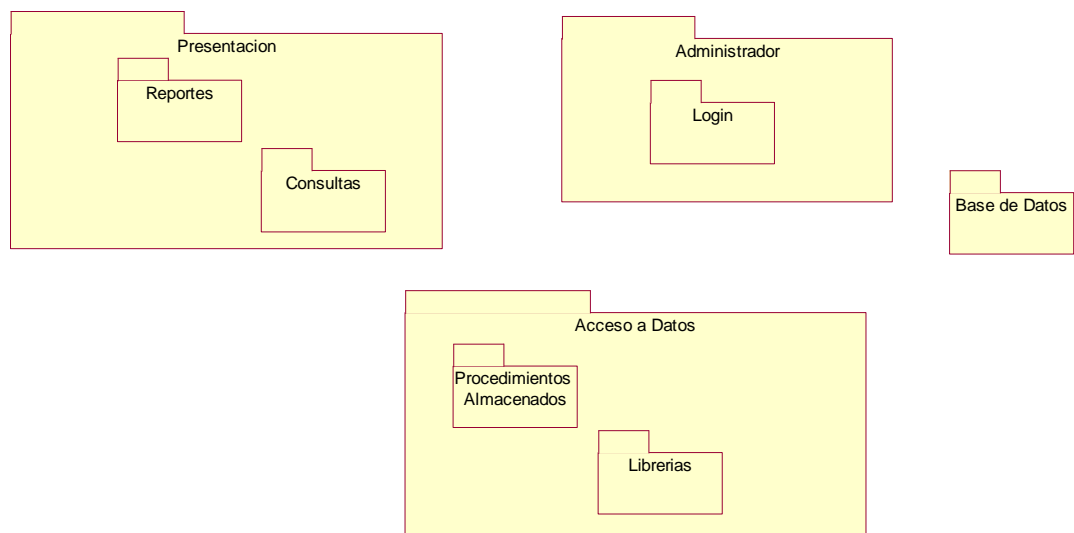 Presentacion
Reportes
Consultas
Administrador
Login
Base de Datos
Acceso a Datos
Procedimientos
Almacenados
Librerias